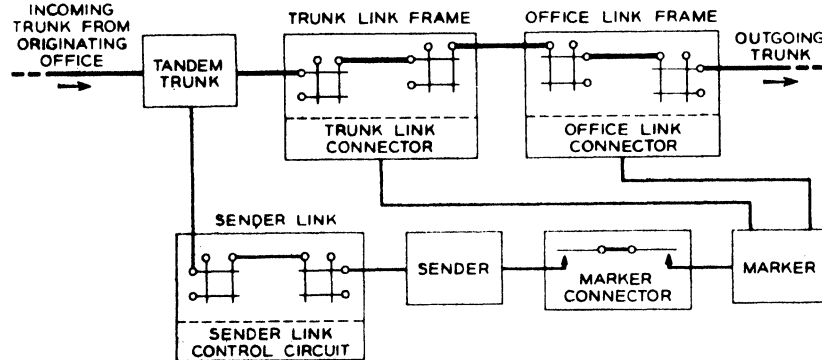 INCOMING
TRUNK FROM
ORIGINATING
OFFICE
TANDEM
TRUNK
TRUNK LINK FRAME
TRUNK LINK
CONNECTOR
OFFICE LINK FRAME
OFFICE LINK
CONNECTOR
OUTGOING
TRUNK
SENDER LINK
SENDER LINK
CONTROL CIRCUIT
SENDER
MARKER
CONNECTOR
MARKER